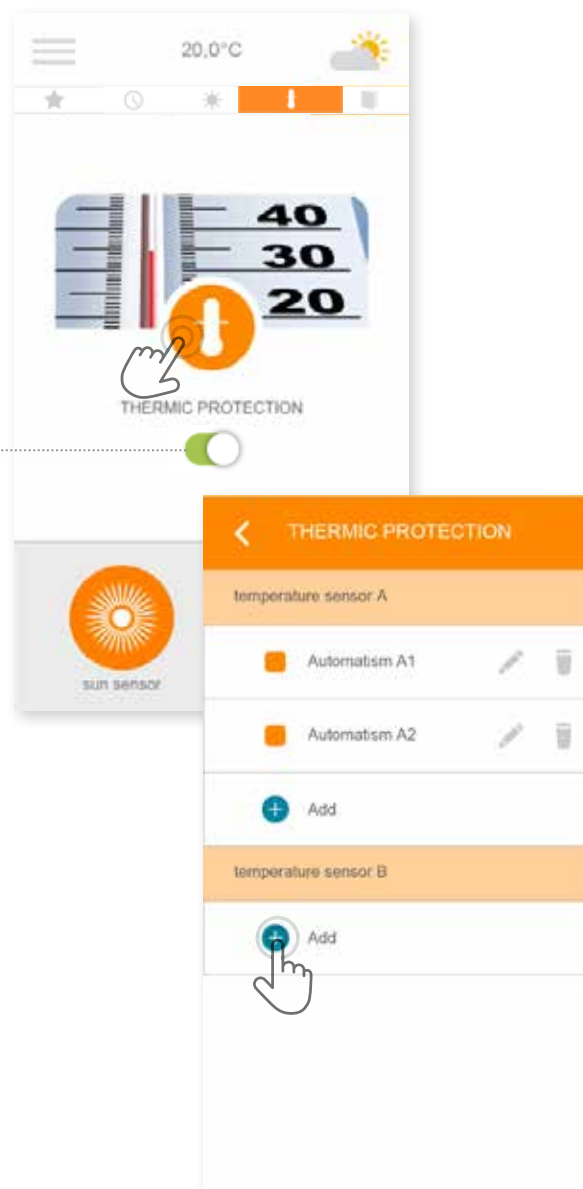 20,0°C
40
30
20
THERMIC PROTECTION
sun sensor
THERMIC PROTECTION
temperature sensor A
Automatism A1
Automatism A2
Add
temperature sensor B
Add